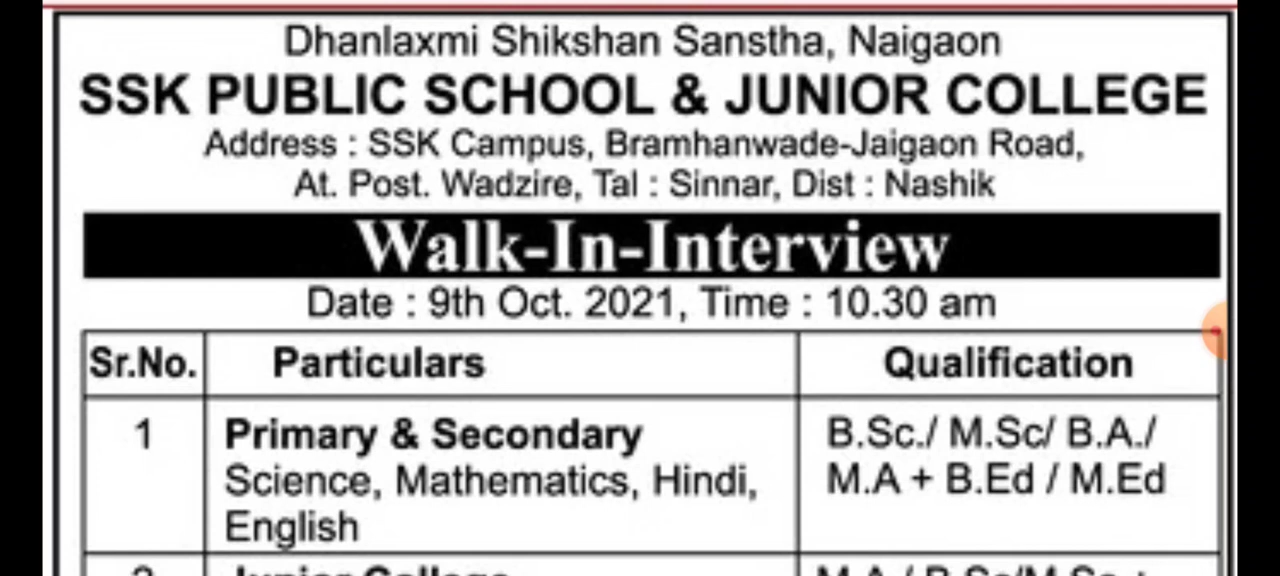 Dhanlaxmi Shikshan Sanstha, Naigaon
SSK PUBLIC SCHOOL & JUNIOR COLLEGE
Address : SSK Campus, Bramhanwade-Jaigaon Road,
At. Post. Wadzire, Tal : Sinnar, Dist : Nashik
Walk-In-Interview
Date : 9th Oct. 2021, Time : 10.30 am
Sr.No. Particulars Qualification
1 Primary & Secondary B.Sc./ M.Sc/ B.A./
Science, Mathematics, Hindi, M.A + B.Ed / M.Ed
English
Junior College